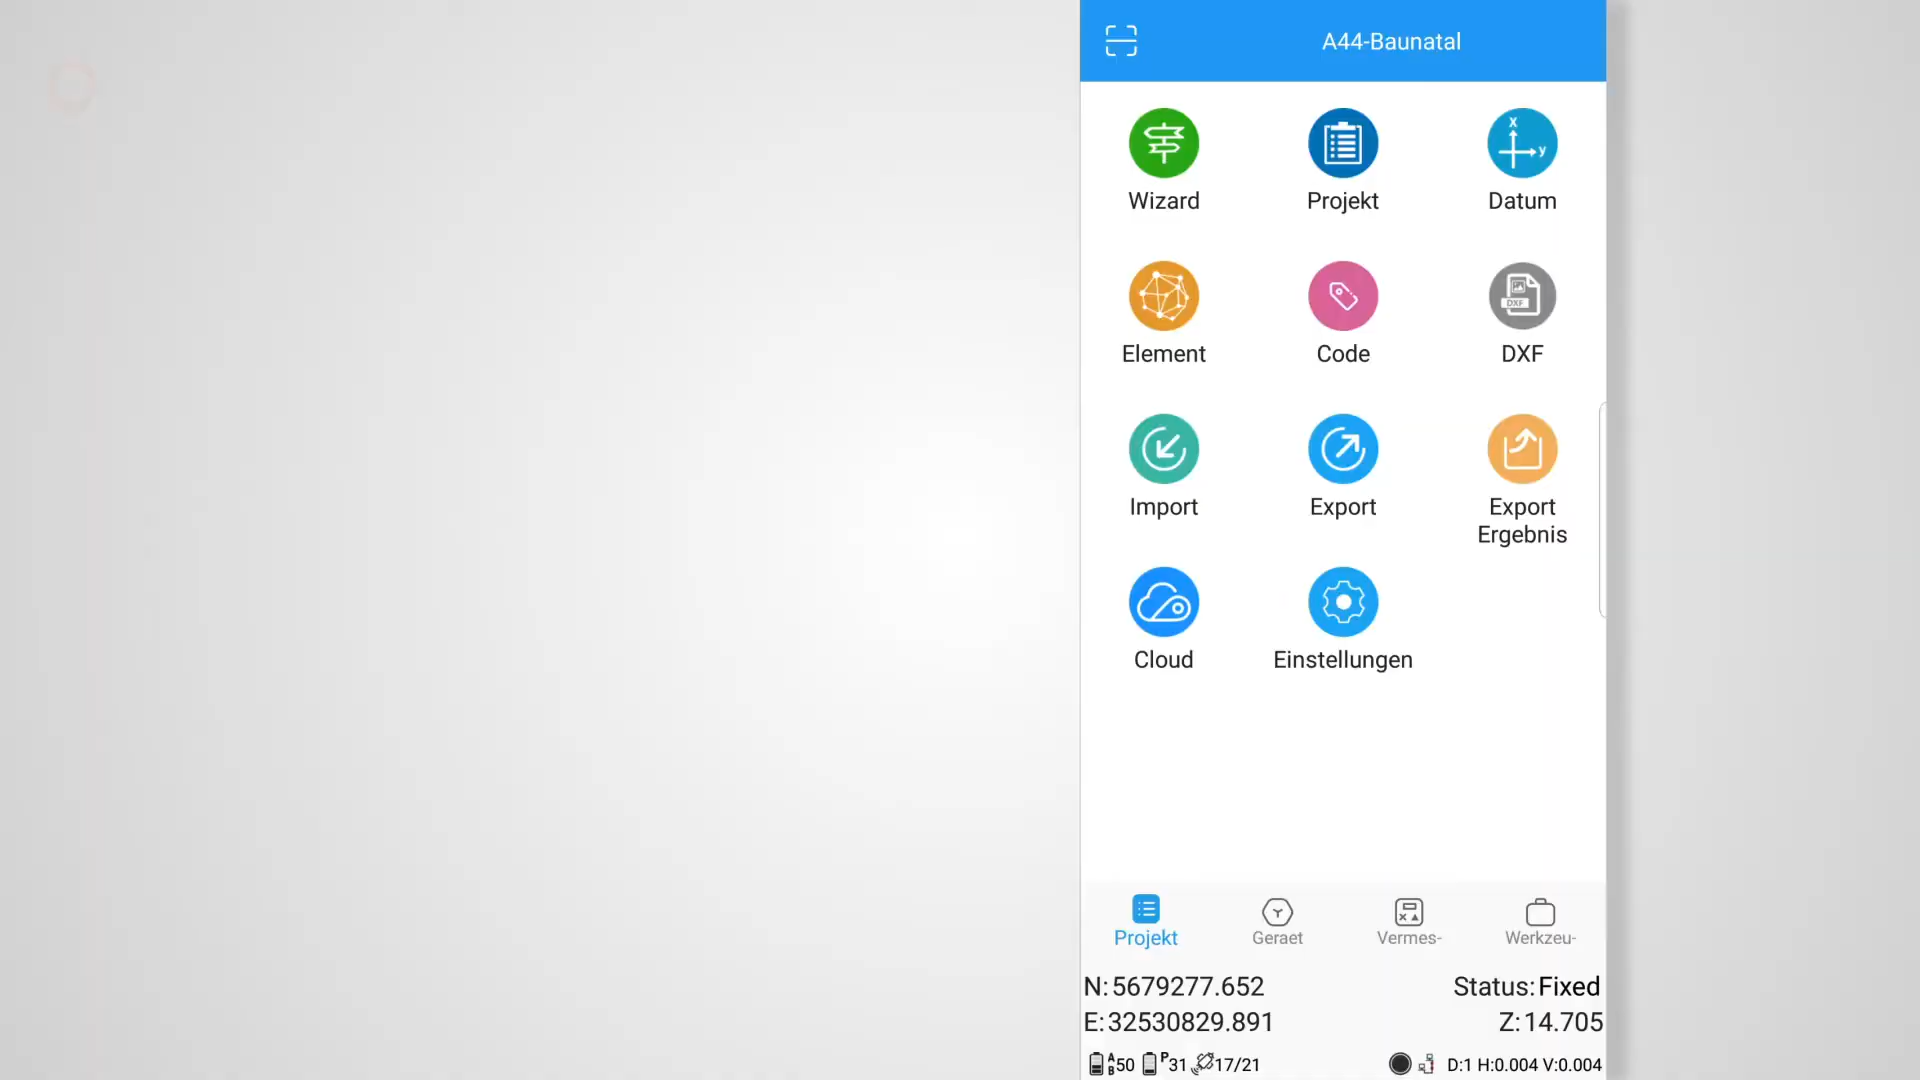 A44-Baunatal
Wizard
Projekt
Datum
X
y
Element
Code
DXF
DXF
Import
Export
Export
Ergebnis
Cloud
Einstellungen
Projekt
Geraet
Vermes-
Werkzeu-
N:5679277.652
Status:Fixed
E:32530829.891
Z:14.705
A
B
50
P
31
17/21
D:1 H:0.004 V:0.004